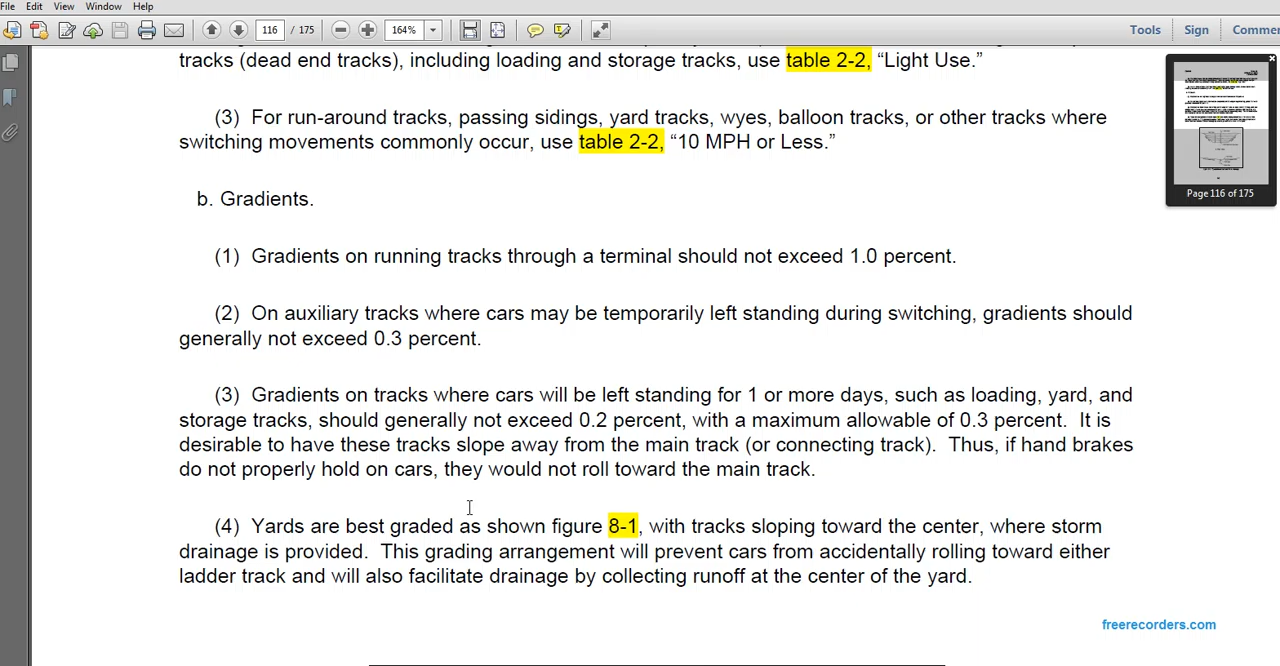 File Edit View Window Help
116 / 175 164% Tools Sign Comme
tracks (dead end tracks), including loading and storage tracks, use table 2-2, “Light Use.”
(3) For run-around tracks, passing sidings, yard tracks, wyes, balloon tracks, or other tracks where
switching movements commonly occur, use table 2-2, “10 MPH or Less.”
b. Gradients.
(1) Gradients on running tracks through a terminal should not exceed 1.0 percent.
(2) On auxiliary tracks where cars may be temporarily left standing during switching, gradients should
generally not exceed 0.3 percent.
(3) Gradients on tracks where cars will be left standing for 1 or more days, such as loading, yard, and
storage tracks, should generally not exceed 0.2 percent, with a maximum allowable of 0.3 percent. It is
desirable to have these tracks slope away from the main track (or connecting track). Thus, if hand brakes
do not properly hold on cars, they would not roll toward the main track.
(4) Yards are best graded as shown figure 8-1, with tracks sloping toward the center, where storm
drainage is provided. This grading arrangement will prevent cars from accidentally rolling toward either
ladder track and will also facilitate drainage by collecting runoff at the center of the yard.
Page 116 of 175
freerecorders.com